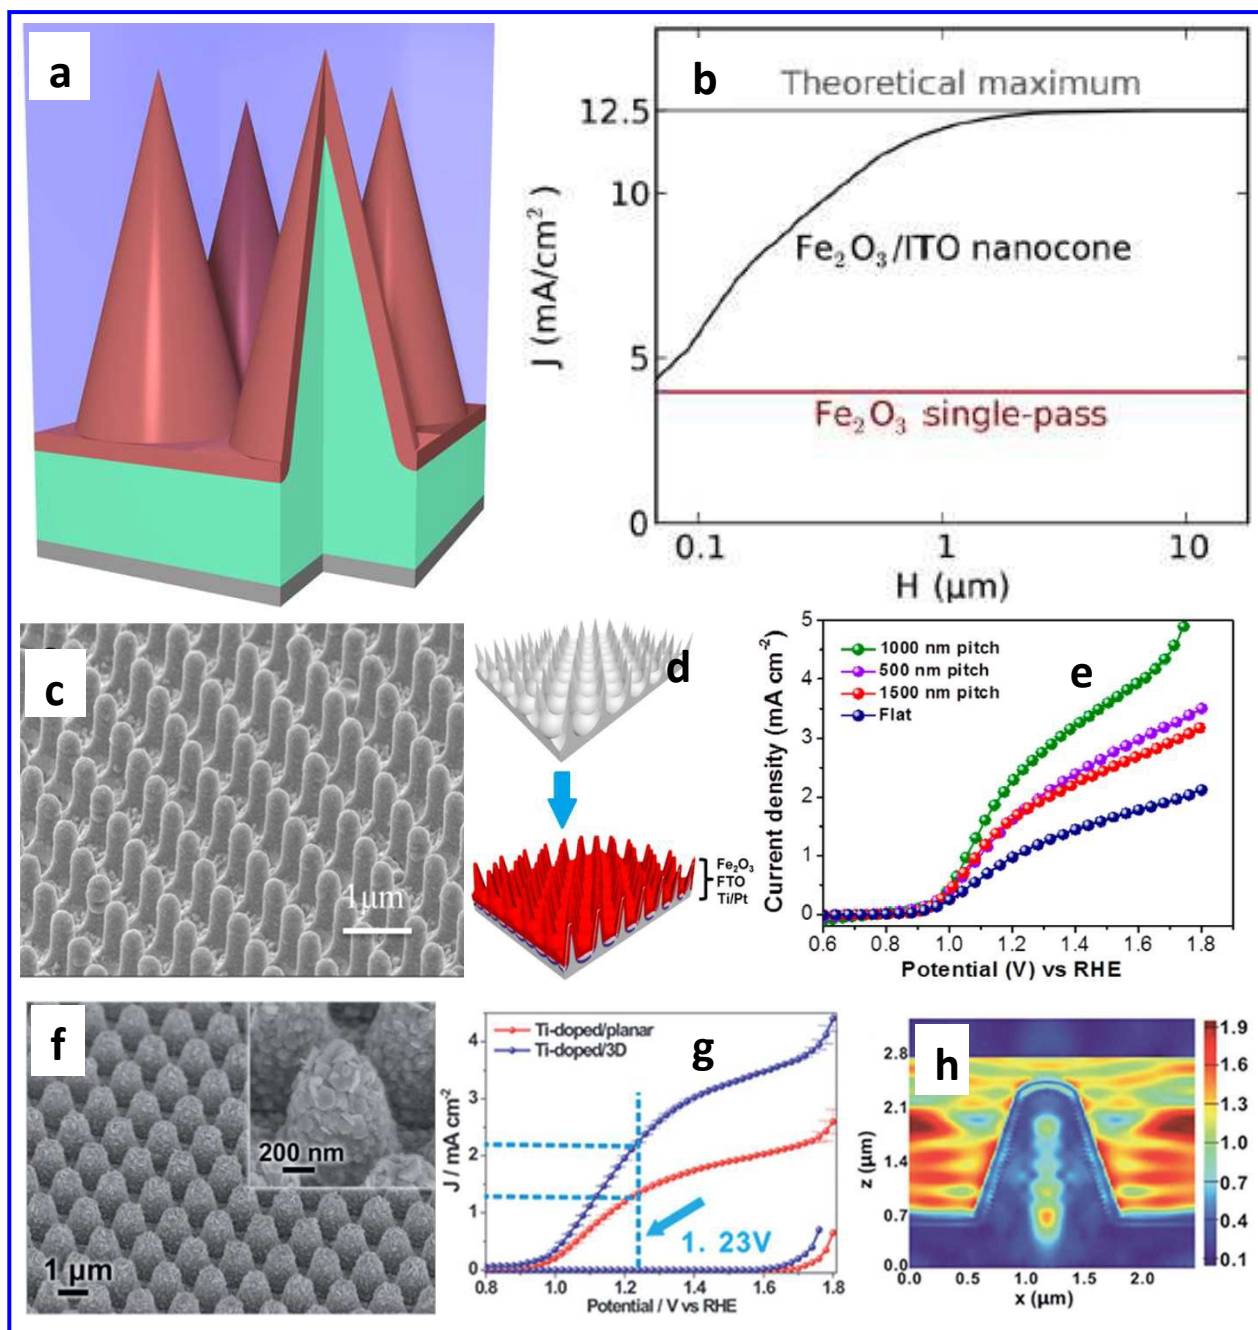 a
b
Theoretical maximum
12.5
10
5
0
J (mA/cm²)
Fe₂O₃/ITO nanocone
Fe₂O₃ single-pass
0.1 1 10
H (μm)
c
1μm
d
Fe₂O₃
FTO
Ti/Pt
e
5
4
3
2
1
0
Current density (mA cm⁻²)
1000 nm pitch
500 nm pitch
1500 nm pitch
Flat
0.6 0.8 1.0 1.2 1.4 1.6 1.8
Potential (V) vs RHE
f
200 nm
1 μm
g
4
3
2
1
0
J / mA cm⁻²
Ti-doped/planar
Ti-doped/3D
1. 23V
0.8 1.0 1.2 1.4 1.6 1.8
Potential / V vs RHE
h
2.8
2.1
1.4
0.7
0.0
z (μm)
0.0 0.5 1.0 1.5 2.0
x (μm)
1.9
1.6
1.3
1.0
0.7
0.4
0.1